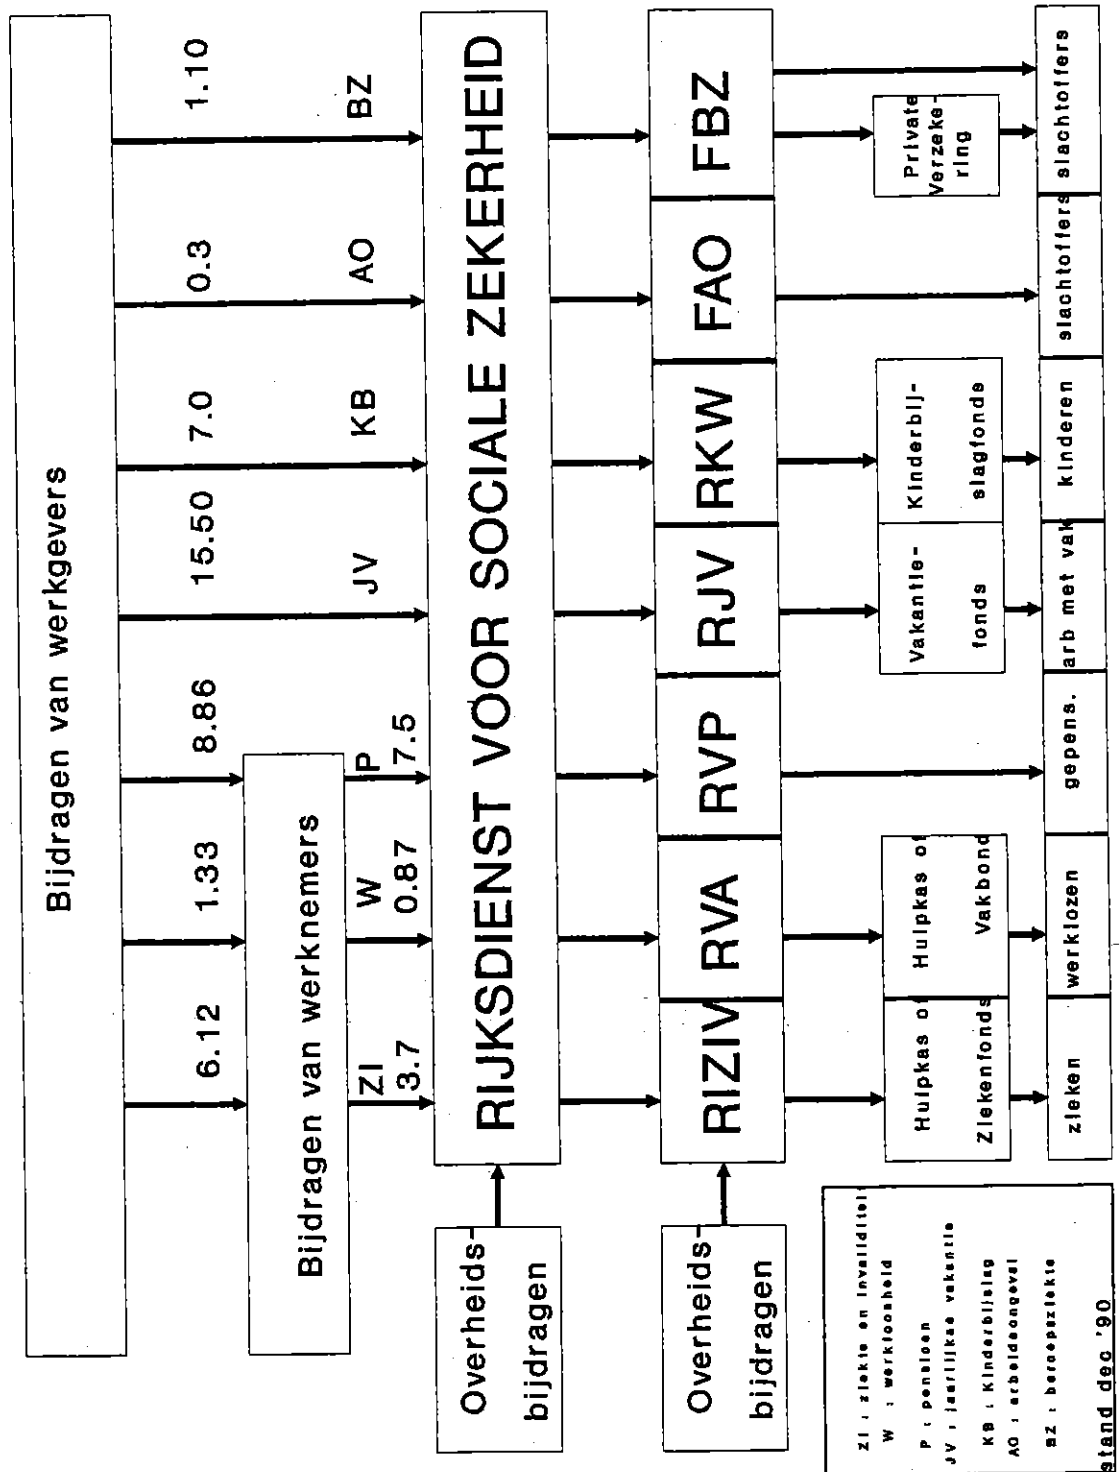 Bijdragen van werkgevers
6.12
1.33
8.86
15.50
7.0
0.3
1.10
Bijdragen van werknemers
ZI
3.7
W
0.87
P
7.5
JV
KB
AO
BZ
Overheids-
bijdragen
RIJKSDIENST VOOR SOCIALE ZEKERHEID
Overheids-
bijdragen
RIZIV
RVA
RVP
RJV
RKW
FAO
FBZ
Hulpkas of
Ziekenfonds
Hulpkas of
Vakbond
Vakantie-
fonds
Kinderbij-
slagfonds
Private
Verzeke-
ring
zieken
werklozen
gepens.
arb met vak
kinderen
slachtoffers
slachtoffers
ZI : ziekte en invaliditeit
W : werkloosheid
P : pensioen
JV : jaarlijkse vakantie
KB : Kinderbijslag
AO : arbeidsongeval
BZ : beroepsziekte
stand dec '90